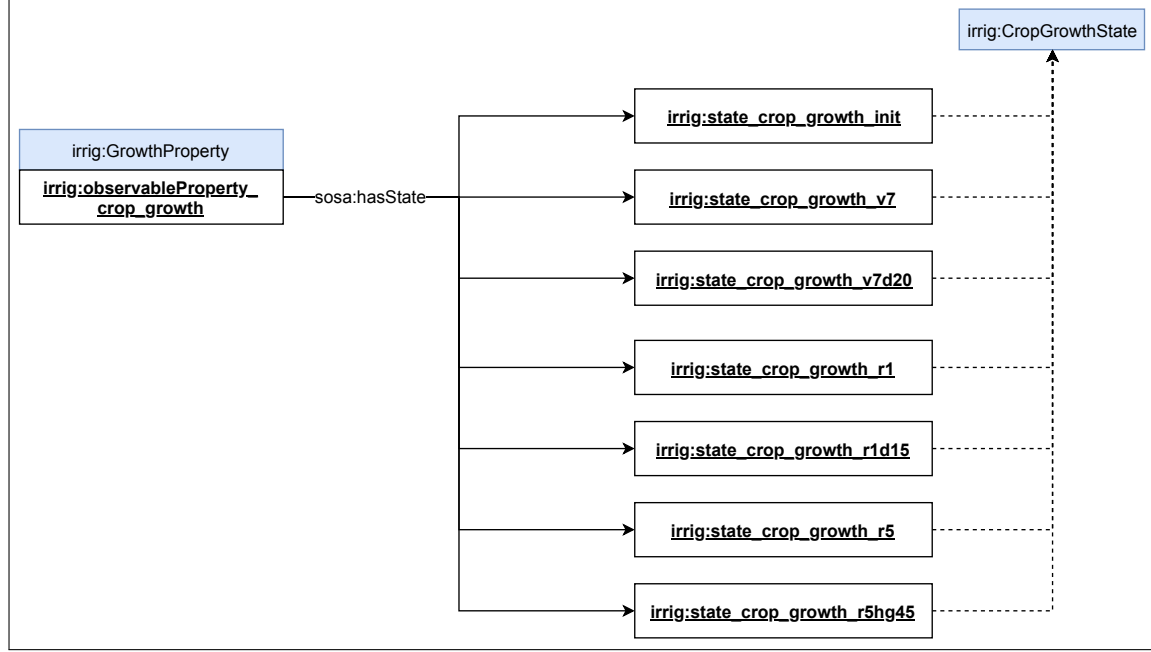 irrig:CropGrowthState
irrig:state_crop_growth_init
irrig:GrowthProperty
irrig:observableProperty_
crop_growth
sosa:hasState
irrig:state_crop_growth_v7
irrig:state_crop_growth_v7d20
irrig:state_crop_growth_r1
irrig:state_crop_growth_r1d15
irrig:state_crop_growth_r5
irrig:state_crop_growth_r5hg45